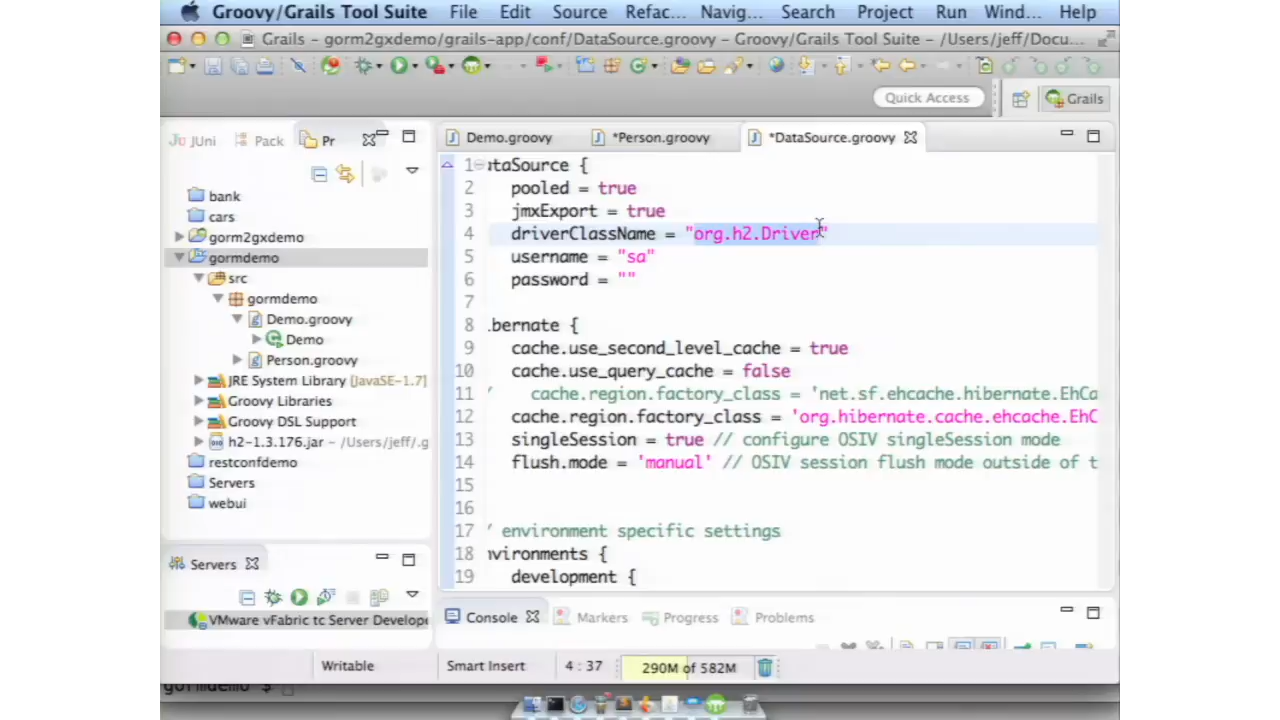 Groovy/Grails Tool Suite File Edit Source Refac... Navig... Search Project Run Wind... Help
Grails - gorm2gxdemo/grails-app/conf/DataSource.groovy - Groovy/Grails Tool Suite - /Users/jeff/Docu...
Quick Access
Grails
JUni Pack Pr
Demo.groovy *Person.groovy *DataSource.groovy
bank
cars
gorm2gxdemo
gormdemo
src
gormdemo
Demo.groovy
Demo
Person.groovy
JRE System Library [JavaSE-1.7]
Groovy Libraries
Groovy DSL Support
h2-1.3.176.jar - /Users/jeff/.g
restconfdemo
Servers
webui
1 taSource {
2 pooled = true
3 jmxExport = true
4 driverClassName = "org.h2.Driver"
5 username = "sa"
6 password = ""
7
8 bernate {
9 cache.use_second_level_cache = true
10 cache.use_query_cache = false
11 / cache.region.factory_class = 'net.sf.ehcache.hibernate.EhCa
12 cache.region.factory_class = 'org.hibernate.cache.ehcache.EhC
13 singleSession = true // configure OSIV singleSession mode
14 flush.mode = 'manual' // OSIV session flush mode outside of t
15
16
17 / environment specific settings
18 vironments {
19 development {
Servers
VMware vFabric tc Server Develope
Console Markers Progress Problems
Writable Smart Insert 4 : 37 290M of 582M
gormdemo $